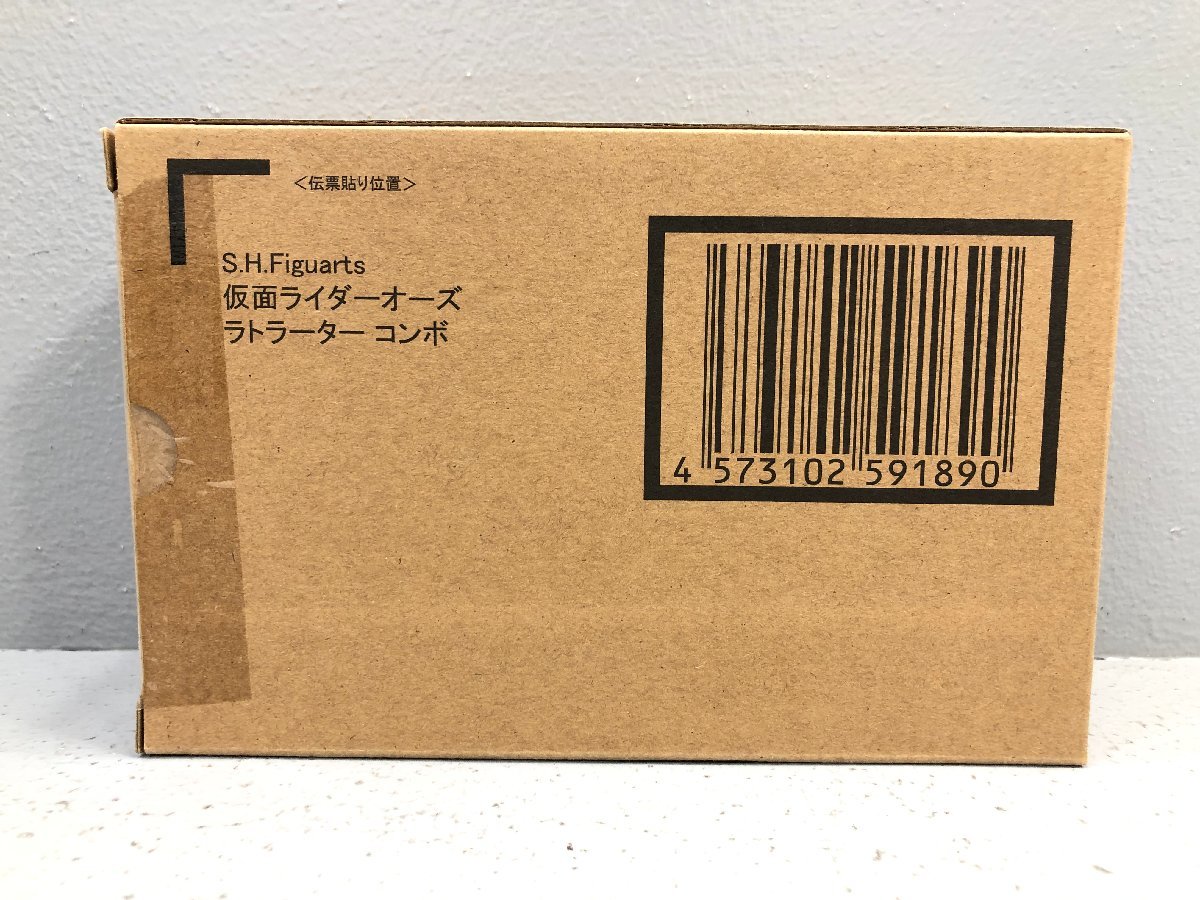 ＜伝票貼り位置＞
S.H.Figuarts
仮面ライダーオーズ
ラトラーター コンボ
4 573102 591890